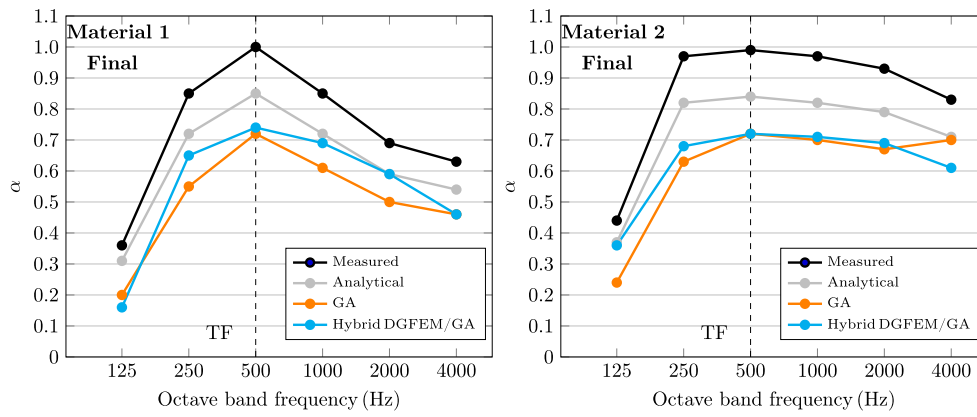 Material 1
Final
1.1
1.0
0.9
0.8
0.7
0.6
0.5
0.4
0.3
0.2
0.1
0
α
TF
Measured
Analytical
GA
Hybrid DGFEM/GA
125 250 500 1000 2000 4000
Octave band frequency (Hz)
Material 2
Final
1.1
1.0
0.9
0.8
0.7
0.6
0.5
0.4
0.3
0.2
0.1
0
α
TF
Measured
Analytical
GA
Hybrid DGFEM/GA
125 250 500 1000 2000 4000
Octave band frequency (Hz)